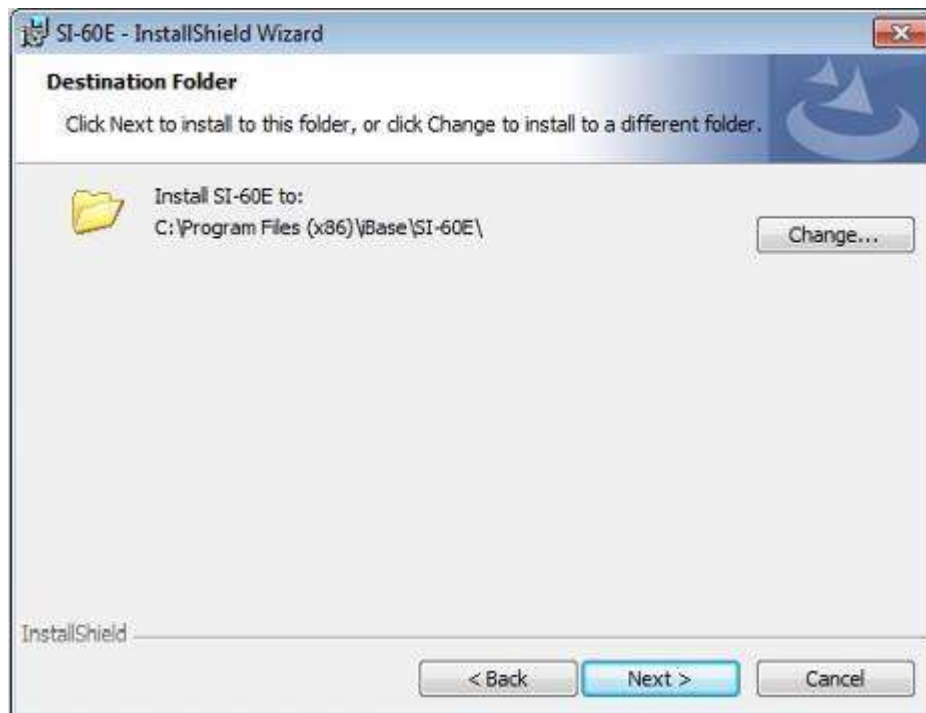 SI-60E - InstallShield Wizard
Destination Folder
Click Next to install to this folder, or click Change to install to a different folder.
Install SI-60E to:
C:\Program Files (x86)\iBase\SI-60E\
Change...
InstallShield
< Back
Next >
Cancel